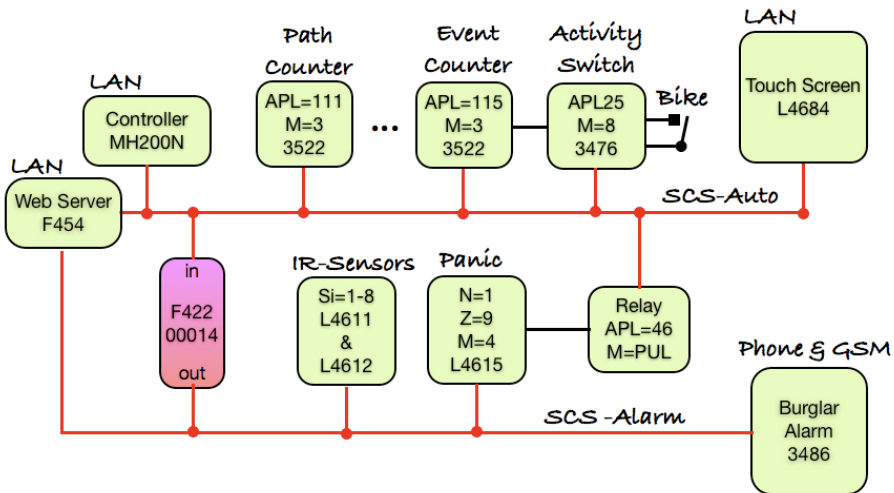 LAN
Controller
MH200N
LAN
Web Server
F454
Path
Counter
APL=111
M=3
3522
...
Event
Counter
APL=115
M=3
3522
Activity
Switch
APL25
M=8
3476
Bike
LAN
Touch Screen
L4684
SCS-Auto
in
F422
00014
out
IR-Sensors
Si=1-8
L4611
&
L4612
Panic
N=1
Z=9
M=4
L4615
Relay
APL=46
M=PUL
Phone & GSM
Burglar
Alarm
3486
SCS -Alarm